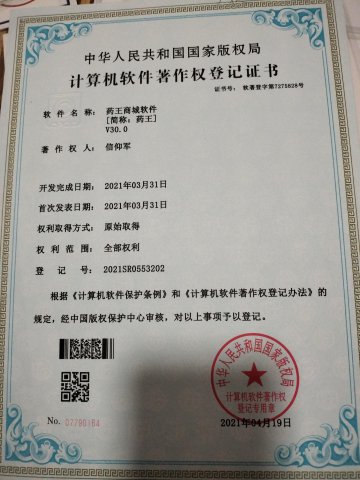 中华人民共和国国家版权局
计算机软件著作权登记证书
证书号： 软著登字第7275828号
软件名称： 药王商城软件
[简称：药王]
V30.0
著作权人： 信仰军
开发完成日期： 2021年03月31日
首次发表日期： 2021年03月31日
权利取得方式： 原始取得
权利范围： 全部权利
登记号： 2021SR0553202
根据《计算机软件保护条例》和《计算机软件著作权登记办法》的
规定，经中国版权保护中心审核，对以上事项予以登记。
中华人民共和国国家版权局
计算机软件著作权
登记专用章
No. 07790164
2021年04月19日